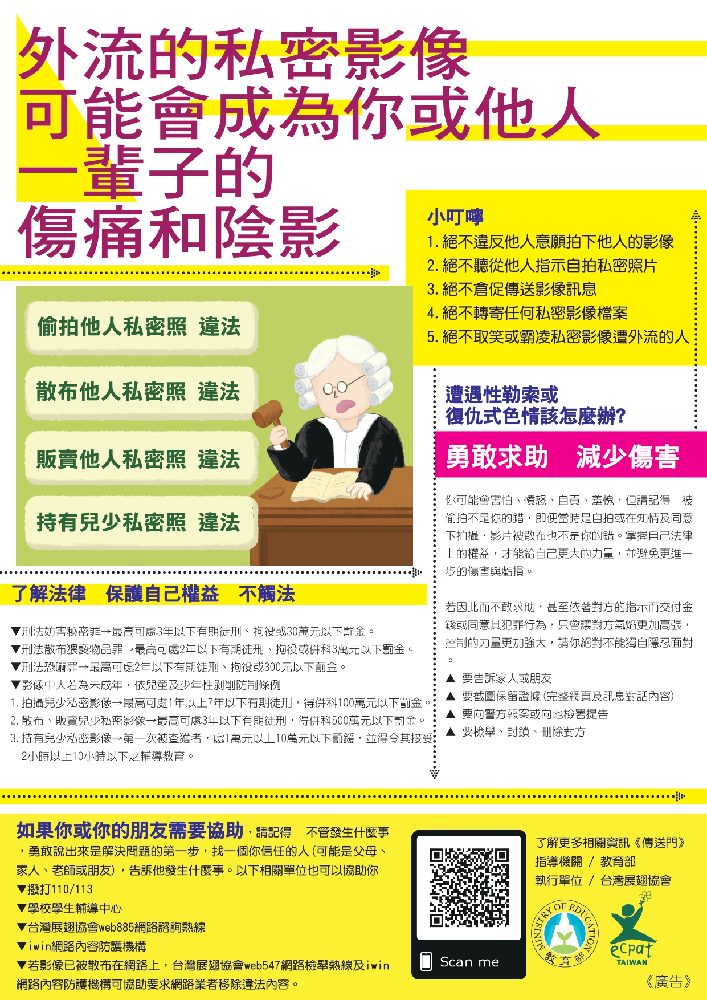 外流的私密影像
可能會成為你或他人
一輩子的
傷痛和陰影
小叮嚀
1. 絕不違反他人意願拍下他人的影像
2. 絕不聽從他人指示自拍私密照片
3. 絕不倉促傳送影像訊息
4. 絕不轉寄任何私密影像檔案
5. 絕不取笑或霸凌私密影像遭外流的人
偷拍他人私密照 違法
散布他人私密照 違法
販賣他人私密照 違法
持有兒少私密照 違法
遭遇性勒索或
復仇式色情該怎麼辦?
勇敢求助 減少傷害
你可能會害怕、憤怒、自責、羞愧，但請記得 被
偷拍不是你的錯，即便當時是自拍或在知情及同意
下拍攝，影片被散布也不是你的錯。掌握自己法律
上的權益，才能給自己更大的力量，並避免更進一
步的傷害與虧損。
若因此而不敢求助，甚至依著對方的指示而交付金
錢或同意其犯罪行為，只會讓對方氣焰更加高張，
控制的力量更加強大，請你絕對不能獨自隱忍面對
。
▲ 要告訴家人或朋友
▲ 要截圖保留證據(完整網頁及訊息對話內容)
▲ 要向警方報案或向地檢署提告
▲ 要檢舉、封鎖、刪除對方
了解法律 保護自己權益 不觸法
▼刑法妨害秘密罪→最高可處3年以下有期徒刑、拘役或30萬元以下罰金。
▼刑法散布猥褻物品罪→最高可處2年以下有期徒刑、拘役或併科3萬元以下罰金。
▼刑法恐嚇罪→最高可處2年以下有期徒刑、拘役或300元以下罰金。
▼影像中人若為未成年，依兒童及少年性剝削防制條例
1. 拍攝兒少私密影像→最高可處1年以上7年以下有期徒刑，得併科100萬元以下罰金。
2. 散布、販賣兒少私密影像→最高可處3年以下有期徒刑，得併科500萬元以下罰金。
3. 持有兒少私密影像→第一次被查獲者，處1萬元以上10萬元以下罰鍰，並得令其接受
2小時以上10小時以下之輔導教育。
如果你或你的朋友需要協助，請記得 不管發生什麼事
，勇敢說出來是解決問題的第一步，找一個你信任的人(可能是父母、
家人、老師或朋友)，告訴他發生什麼事。以下相關單位也可以協助你
▼撥打110/113
▼學校學生輔導中心
▼台灣展翅協會web885網路諮詢熱線
▼iwin網路內容防護機構
▼若影像已被散布在網路上，台灣展翅協會web547網路檢舉熱線及iwin
網路內容防護機構可協助要求網路業者移除違法內容。
Scan me
了解更多相關資訊《傳送門》
指導機關 / 教育部
執行單位 / 台灣展翅協會
MINISTRY OF EDUCATION
教育部
ecpat
TAIWAN
《廣告》